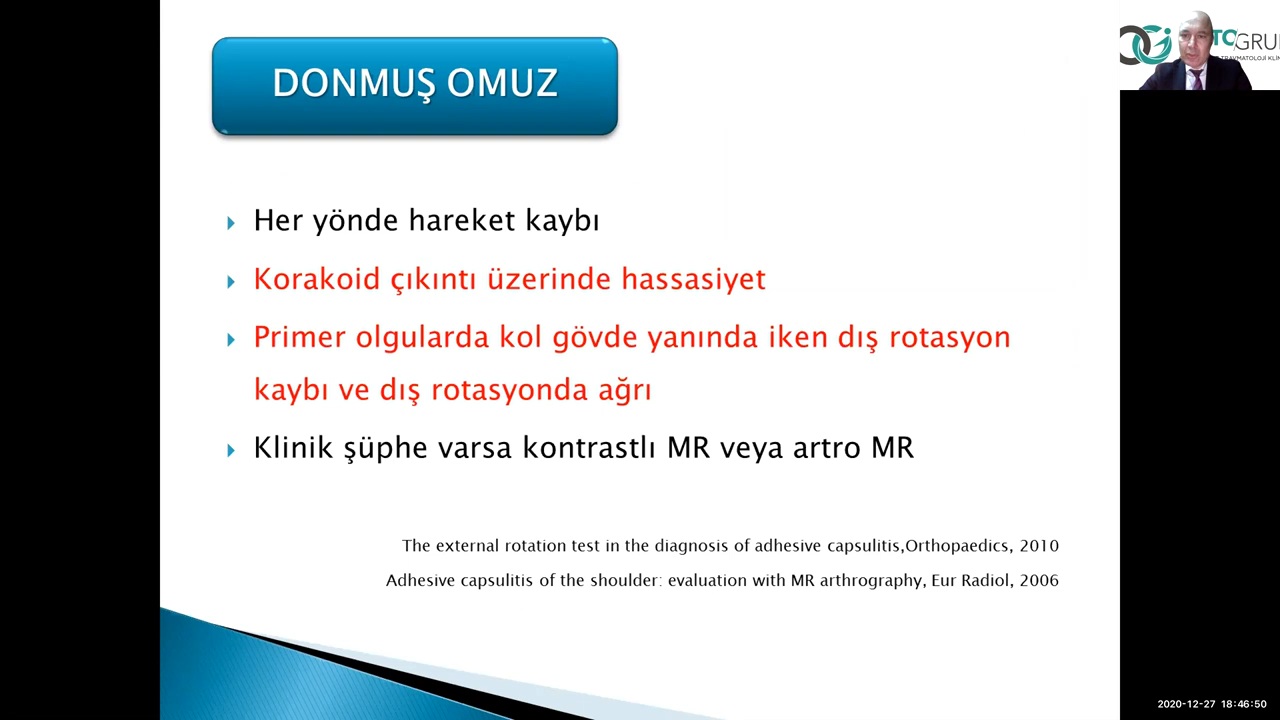 DONMUŞ OMUZ
Her yönde hareket kaybı
Korakoid çıkıntı üzerinde hassasiyet
Primer olgularda kol gövde yanında iken dış rotasyon
kaybı ve dış rotasyonda ağrı
Klinik şüphe varsa kontrastlı MR veya artro MR
The external rotation test in the diagnosis of adhesive capsulitis,Orthopaedics, 2010
Adhesive capsulitis of the shoulder: evaluation with MR arthrography, Eur Radiol, 2006
2020-12-27 18:46:50